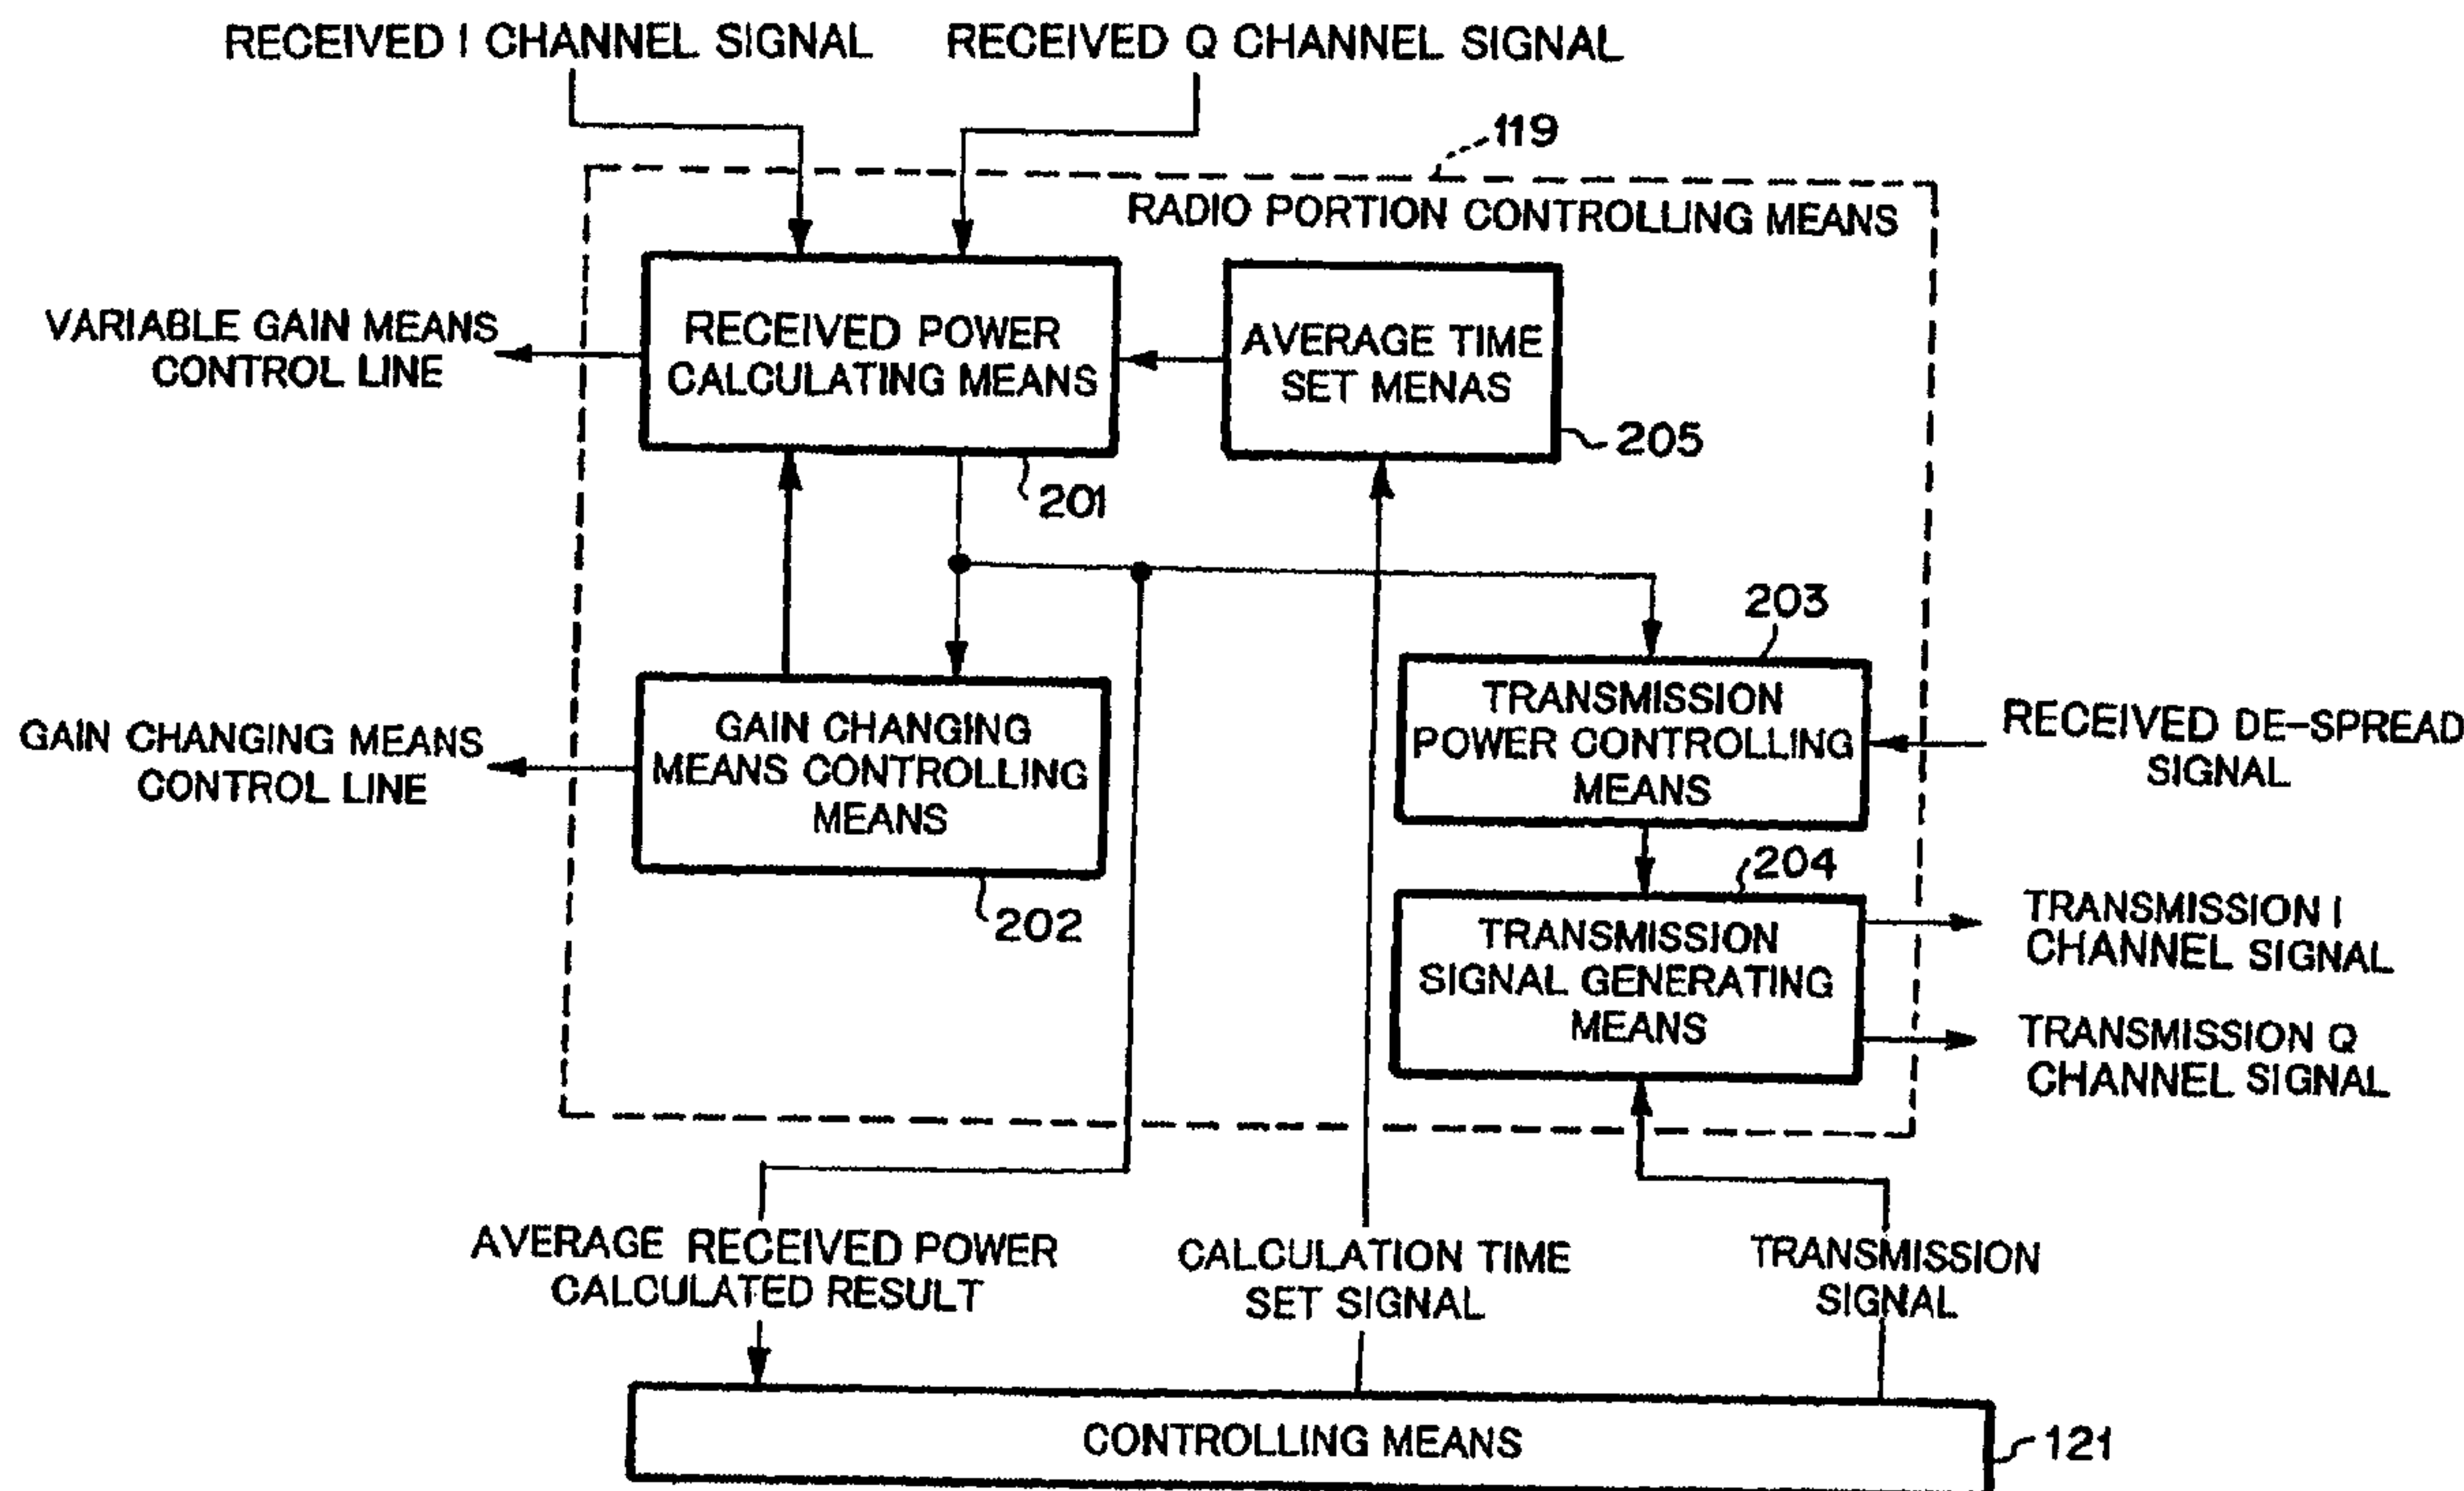 RECEIVED I CHANNEL SIGNAL
RECEIVED Q CHANNEL SIGNAL
119
RADIO PORTION CONTROLLING MEANS
VARIABLE GAIN MEANS
CONTROL LINE
RECEIVED POWER
CALCULATING MEANS
201
AVERAGE TIME
SET MENAS
205
GAIN CHANGING MEANS
CONTROL LINE
GAIN CHANGING
MEANS CONTROLLING
MEANS
202
203
TRANSMISSION
POWER CONTROLLING
MEANS
RECEIVED DE-SPREAD
SIGNAL
204
TRANSMISSION
SIGNAL GENERATING
MEANS
TRANSMISSION I
CHANNEL SIGNAL
TRANSMISSION Q
CHANNEL SIGNAL
AVERAGE RECEIVED POWER
CALCULATED RESULT
CALCULATION TIME
SET SIGNAL
TRANSMISSION
SIGNAL
CONTROLLING MEANS
121